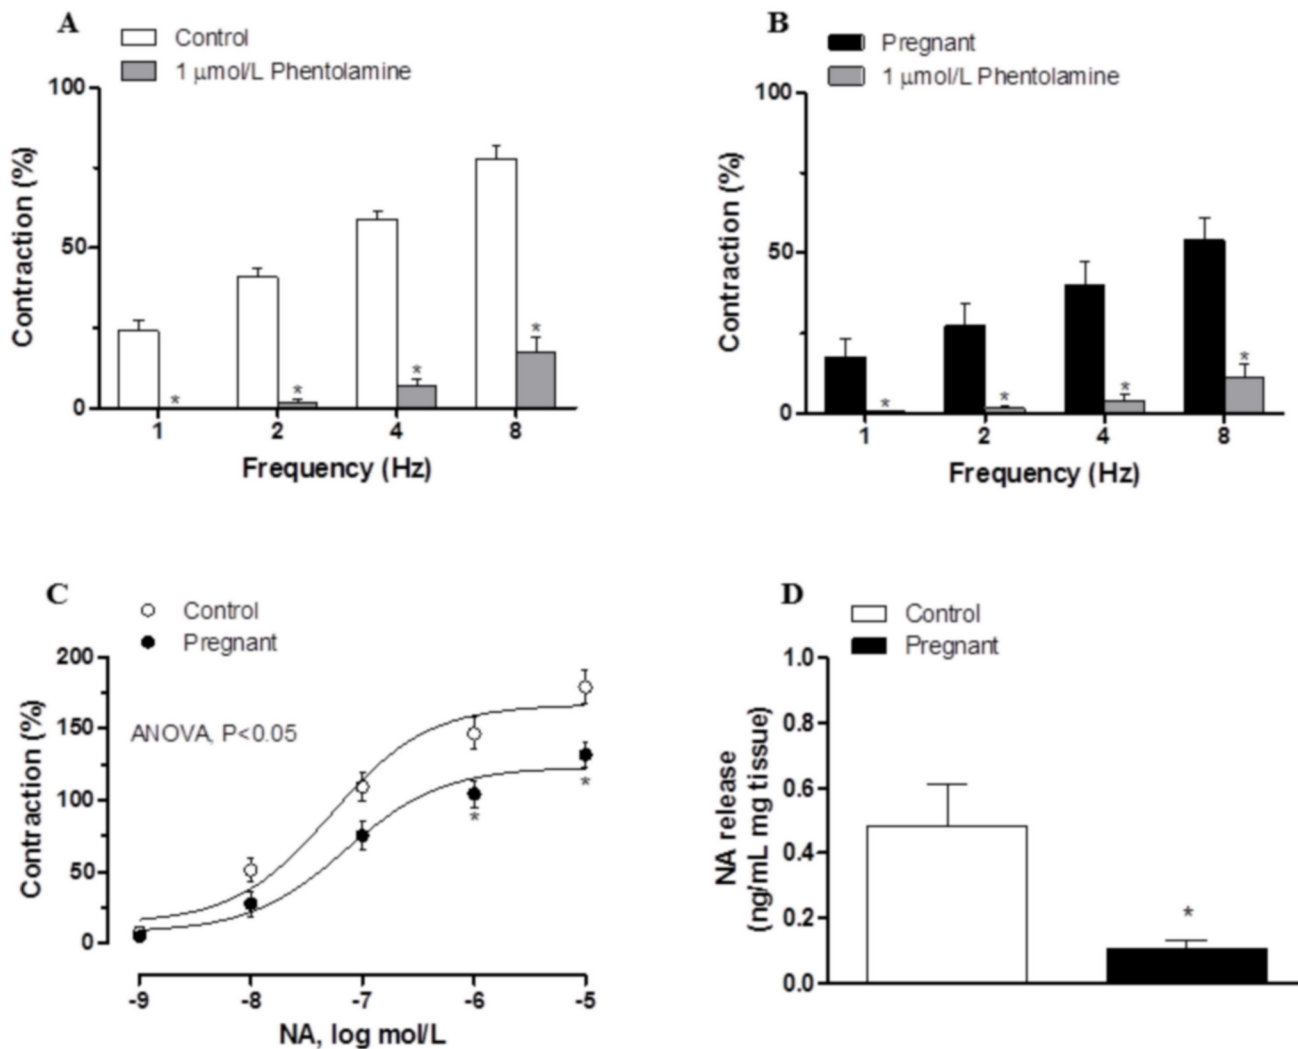 A
Control
1 μmol/L Phentolamine
100
50
0
Contraction (%)
*
*
*
*
1 2 4 8
Frequency (Hz)
B
Pregnant
1 μmol/L Phentolamine
100
50
0
Contraction (%)
*
*
*
*
1 2 4 8
Frequency (Hz)
C
Control
Pregnant
200
150
100
50
0
Contraction (%)
ANOVA, P<0.05
*
*
-9 -8 -7 -6 -5
NA, log mol/L
D
Control
Pregnant
1.0
0.8
0.6
0.4
0.2
0.0
NA release
(ng/mL mg tissue)
*